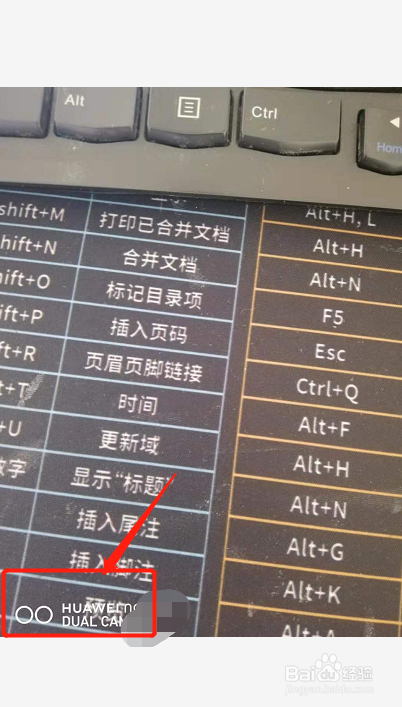 Alt
Ctrl
Hom
shift+M 打印已合并文档 Alt+H, L
hift+N 合并文档 Alt+H
ift+O 标记目录项 Alt+N
ift+P 插入页码 F5
ft+R 页眉页脚链接 Esc
t+T 时间 Ctrl+Q
+U 更新域 Alt+F
数字 显示“标题” Alt+H
插入尾注 Alt+N
插入脚注 Alt+G
Alt+K
HUAWEI
DUAL CAM
Alt+A
Baidu 经验
jingyan.baidu.com